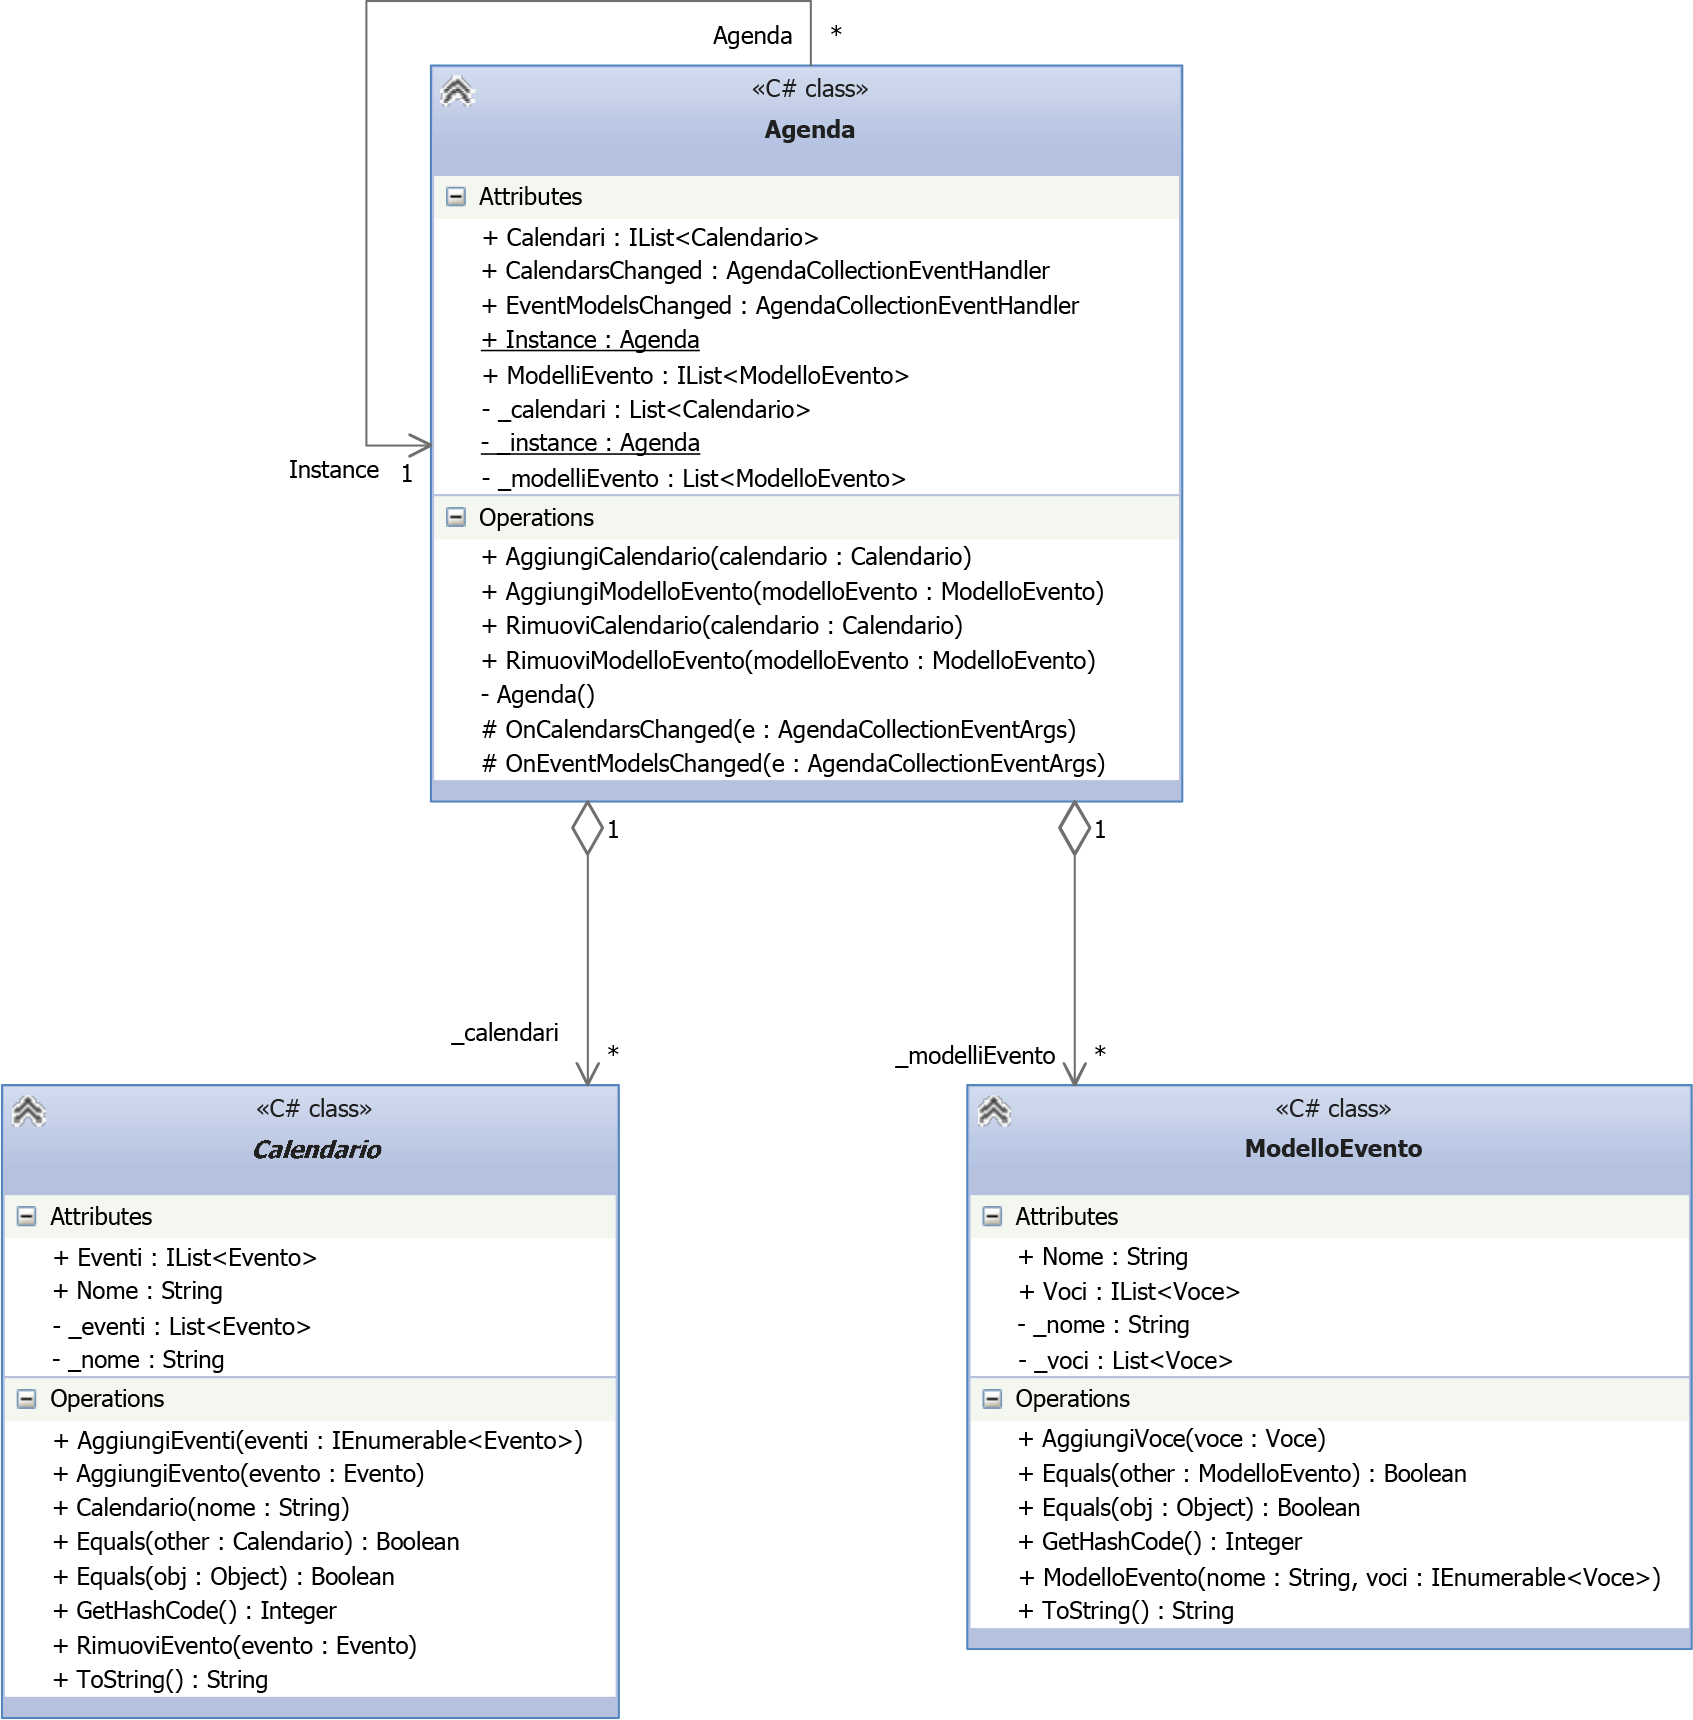 Agenda *
«C# class»
Agenda
Attributes
+ Calendari : IList<Calendario>
+ CalendarsChanged : AgendaCollectionEventHandler
+ EventModelsChanged : AgendaCollectionEventHandler
+ Instance : Agenda
+ ModelliEvento : IList<ModelloEvento>
- _calendari : List<Calendario>
- _instance : Agenda
- _modelliEvento : List<ModelloEvento>
Instance 1
Operations
+ AggiungiCalendario(calendario : Calendario)
+ AggiungiModelloEvento(modelloEvento : ModelloEvento)
+ RimuoviCalendario(calendario : Calendario)
+ RimuoviModelloEvento(modelloEvento : ModelloEvento)
- Agenda()
# OnCalendarsChanged(e : AgendaCollectionEventArgs)
# OnEventModelsChanged(e : AgendaCollectionEventArgs)
1
1
_calendari *
_modelliEvento *
«C# class»
Calendario
Attributes
+ Eventi : IList<Evento>
+ Nome : String
- _eventi : List<Evento>
- _nome : String
Operations
+ AggiungiEventi(eventi : IEnumerable<Evento>)
+ AggiungiEvento(evento : Evento)
+ Calendario(nome : String)
+ Equals(other : Calendario) : Boolean
+ Equals(obj : Object) : Boolean
+ GetHashCode() : Integer
+ RimuoviEvento(evento : Evento)
+ ToString() : String
«C# class»
ModelloEvento
Attributes
+ Nome : String
+ Voci : IList<Voce>
- _nome : String
- _voci : List<Voce>
Operations
+ AggiungiVoce(voce : Voce)
+ Equals(other : ModelloEvento) : Boolean
+ Equals(obj : Object) : Boolean
+ GetHashCode() : Integer
+ ModelloEvento(nome : String, voci : IEnumerable<Voce>)
+ ToString() : String